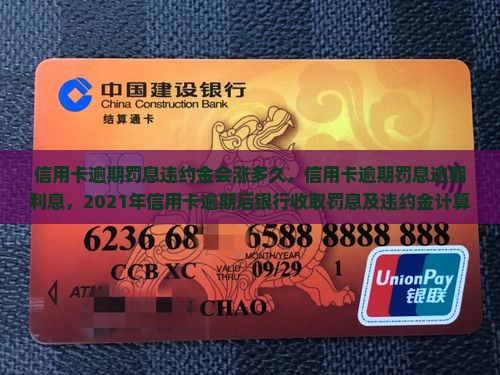 中国建设银行
China Construction Bank
结算通卡
信用卡逾期罚息违约金会涨多久，信用卡逾期罚息逾期
利息，2021年信用卡逾期后银行收取罚息及违约金计算
6236 68 6588 8888 888
MONTH/YEAR
CCB XC VALID THRU 09/29 1
ATM
CHAO
UnionPay
银联